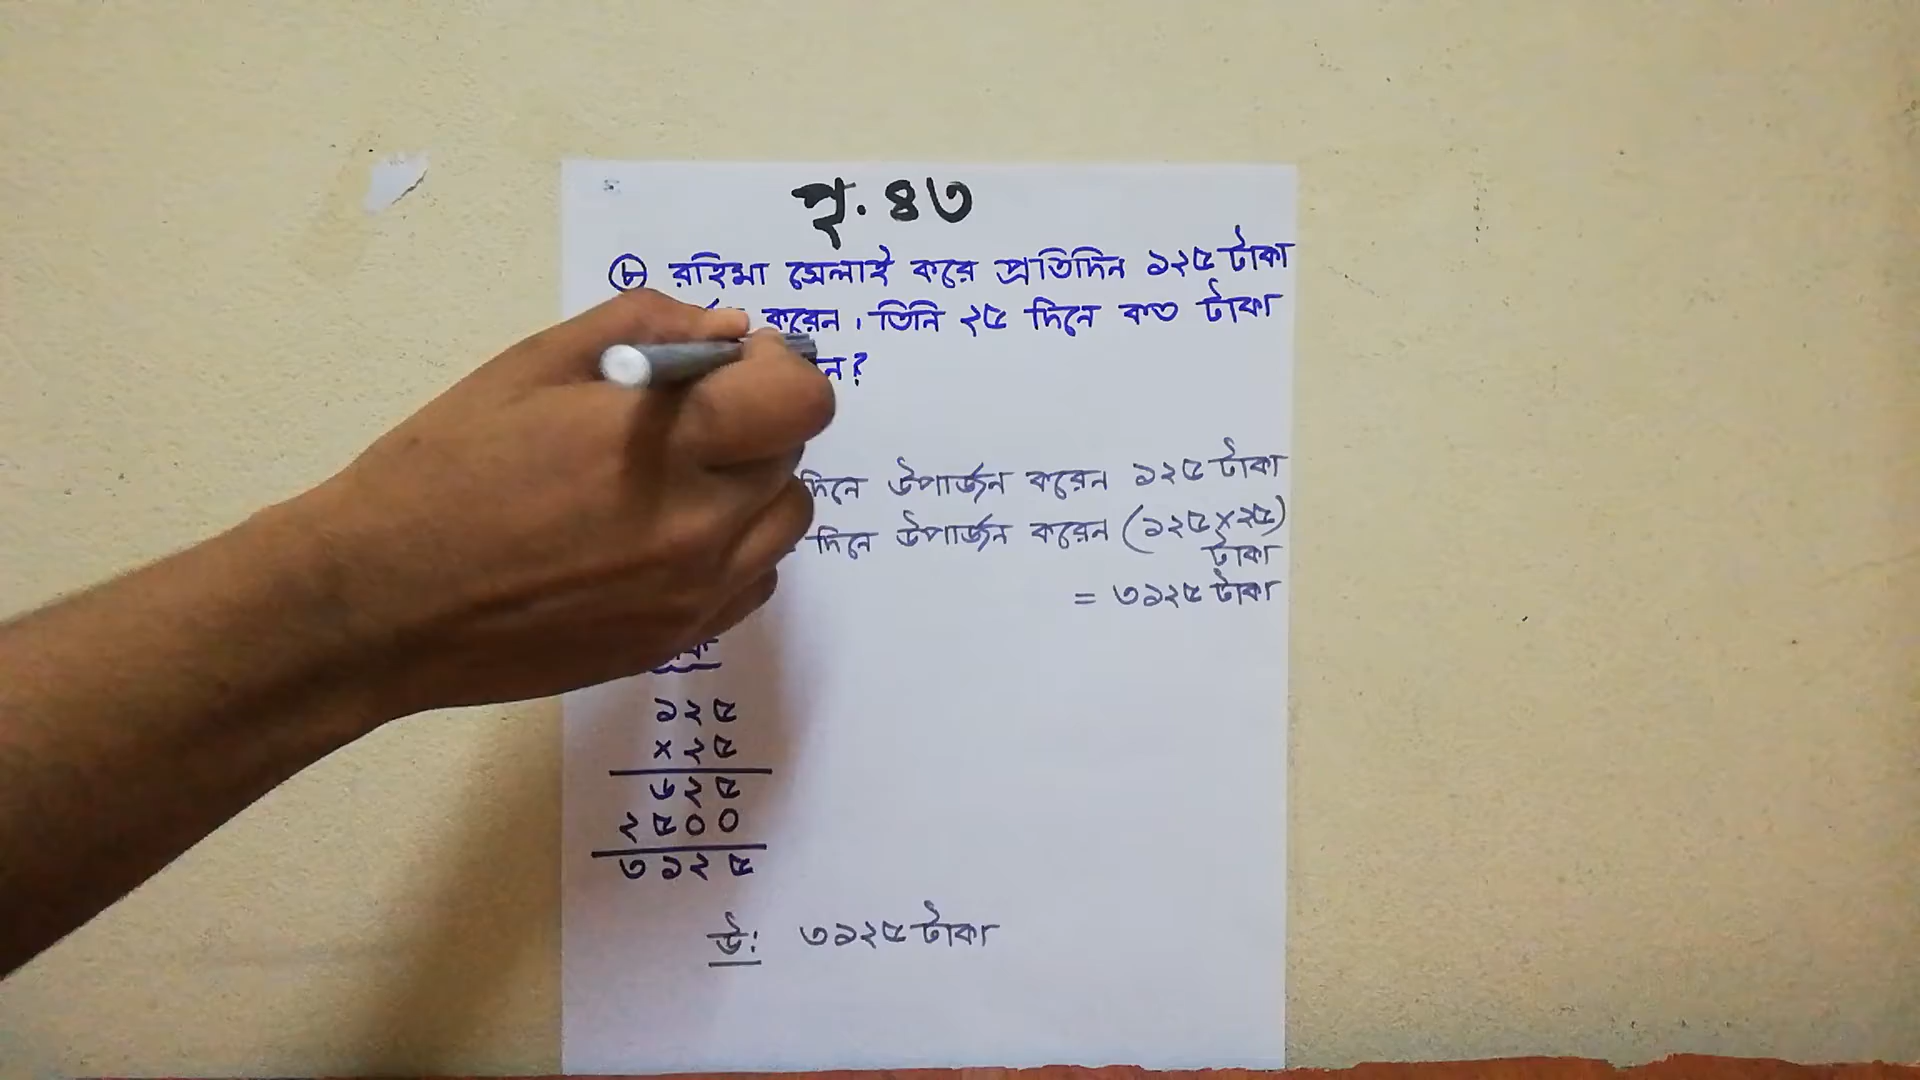 পৃ. ৪৩
৮ রহিমা সেলাই করে প্রতিদিন ১২৫ টাকা
করেন। তিনি ২৫ দিনে কত টাকা
?
দিনে উপার্জন করেন ১২৫ টাকা
দিনে উপার্জন করেন (১২৫×২৫)
টাকা
= ৩১২৫ টাকা
১২৫
×২৫
৬২৫
২৫০০
৩১২৫
উ: ৩১২৫ টাকা